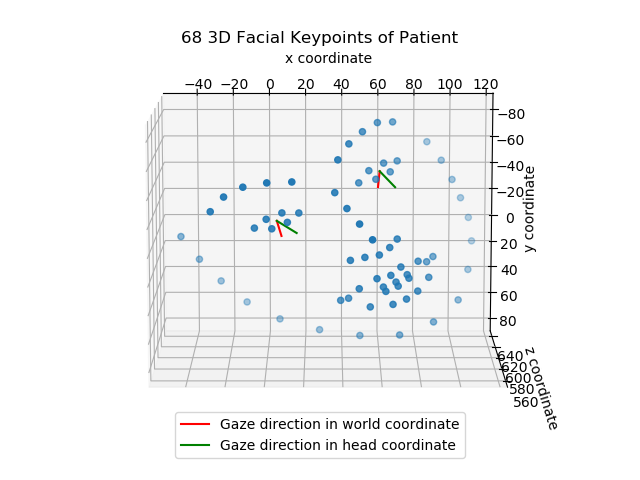 68 3D Facial Keypoints of Patient
x coordinate
−40 −20 0 20 40 60 80 100 120
−80
−60
−40
−20
0
20
40
60
80
y coordinate
640
620
600
580
560
z coordinate
Gaze direction in world coordinate
Gaze direction in head coordinate